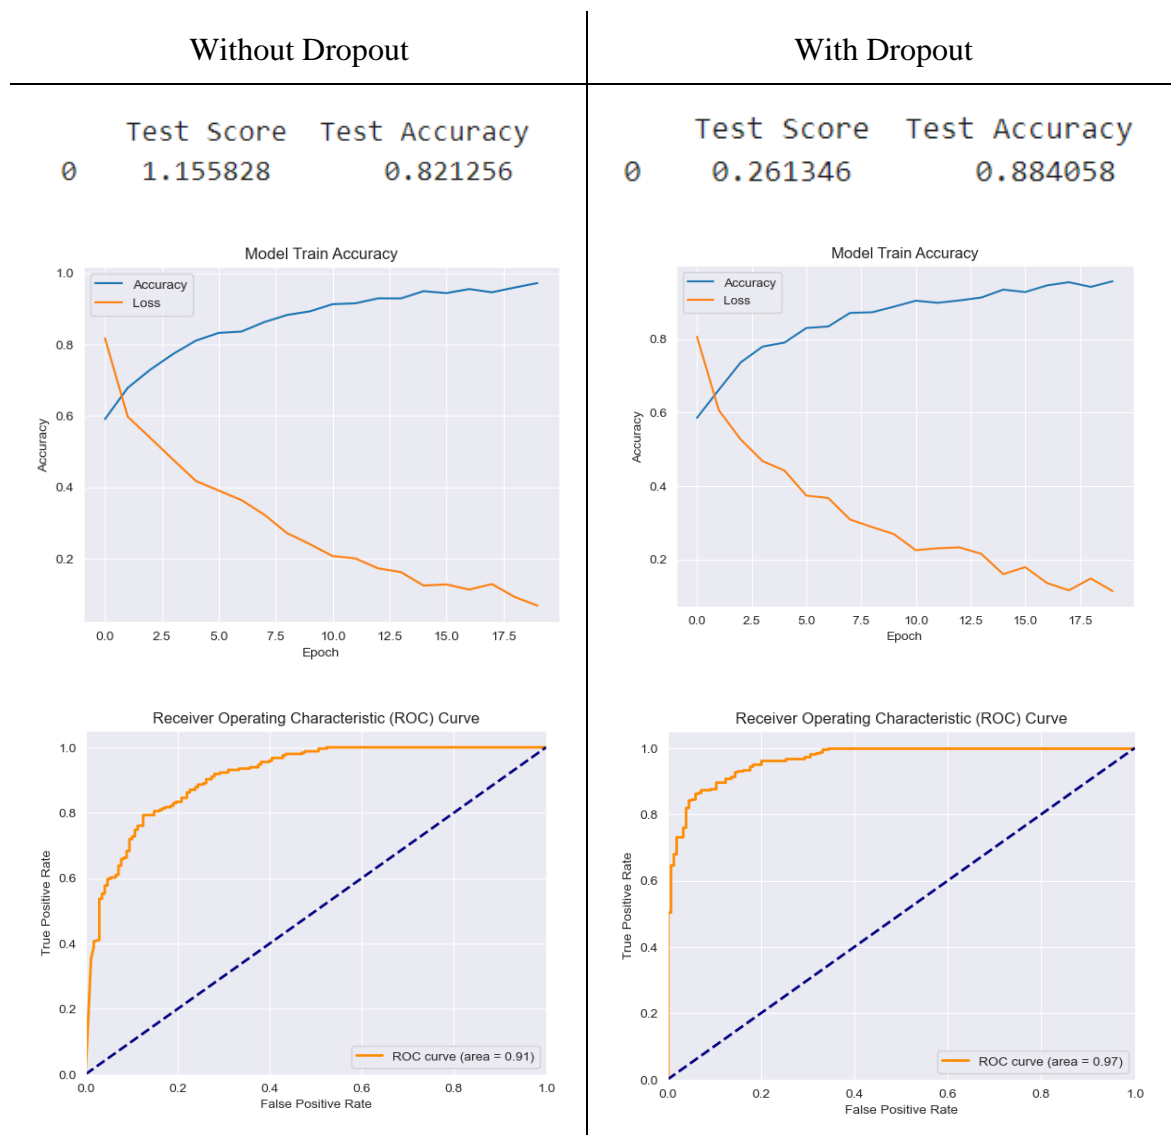 Without Dropout
With Dropout
Test Score Test Accuracy
0 1.155828 0.821256
Test Score Test Accuracy
0 0.261346 0.884058
Model Train Accuracy
1.0
0.8
0.6
0.4
0.2
Accuracy
Accuracy
Loss
0.0 2.5 5.0 7.5 10.0 12.5 15.0 17.5
Epoch
Model Train Accuracy
0.8
0.6
0.4
0.2
Accuracy
Accuracy
Loss
0.0 2.5 5.0 7.5 10.0 12.5 15.0 17.5
Epoch
Receiver Operating Characteristic (ROC) Curve
1.0
0.8
0.6
0.4
0.2
0.0
True Positive Rate
ROC curve (area = 0.91)
0.0 0.2 0.4 0.6 0.8 1.0
False Positive Rate
Receiver Operating Characteristic (ROC) Curve
1.0
0.8
0.6
0.4
0.2
0.0
True Positive Rate
ROC curve (area = 0.97)
0.0 0.2 0.4 0.6 0.8 1.0
False Positive Rate